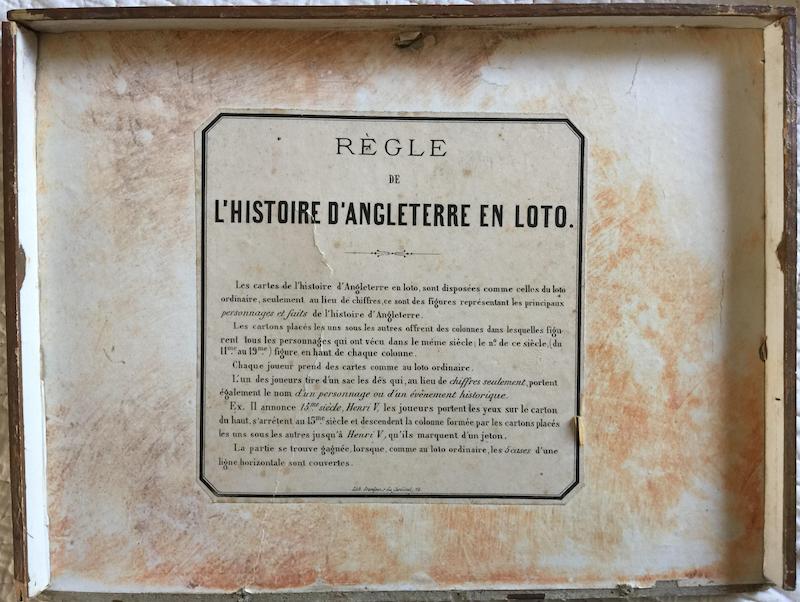 RÈGLE
DE
L'HISTOIRE D'ANGLETERRE EN LOTO.
Les cartes de l'histoire d'Angleterre en loto, sont disposées comme celles du loto
ordinaire, seulement au lieu de chiffres, ce sont des figures représentant les principaux
personnages et faits de l'histoire d'Angleterre.
Les cartons placés les uns sous les autres offrent des colonnes dans lesquelles figu-
rent tous les personnages qui ont vécu dans le même siècle; le nº de ce siècle, (du
11me au 19me) figure en haut de chaque colonne.
Chaque joueur prend des cartes comme au loto ordinaire.
L'un des joueurs tire d'un sac les dés qui, au lieu de chiffres seulement, portent
également le nom d'un personnage ou d'un événement historique.
Ex. Il annonce 15me siècle, Henri V, les joueurs portent les yeux sur le carton
du haut, s'arrêtent au 15me siècle et descendent la colonne formée par les cartons placés
les uns sous les autres jusqu'à Henri V, qu'ils marquent d'un jeton.
La partie se trouve gagnée, lorsque, comme au loto ordinaire, les 5 cases d'une
ligne horizontale sont couvertes.
Lith.